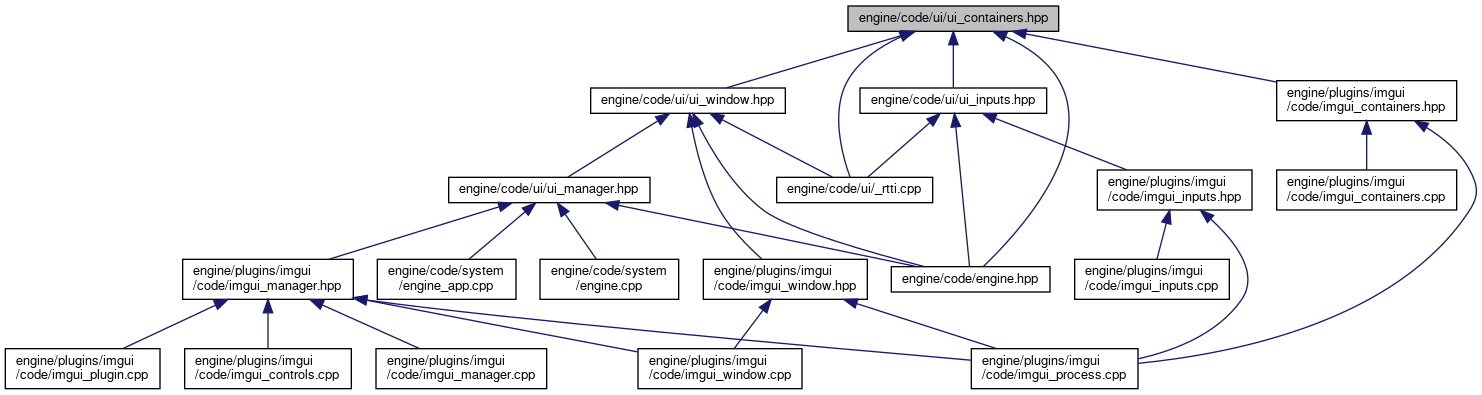 engine/code/ui/ui_containers.hpp
engine/code/ui/ui_window.hpp
engine/code/ui/ui_inputs.hpp
engine/plugins/imgui
/code/imgui_containers.hpp
engine/code/ui/ui_manager.hpp
engine/code/ui/_rtti.cpp
engine/plugins/imgui
/code/imgui_inputs.hpp
engine/plugins/imgui
/code/imgui_containers.cpp
engine/plugins/imgui
/code/imgui_manager.hpp
engine/code/system
/engine_app.cpp
engine/code/system
/engine.cpp
engine/plugins/imgui
/code/imgui_window.hpp
engine/code/engine.hpp
engine/plugins/imgui
/code/imgui_inputs.cpp
engine/plugins/imgui
/code/imgui_plugin.cpp
engine/plugins/imgui
/code/imgui_controls.cpp
engine/plugins/imgui
/code/imgui_manager.cpp
engine/plugins/imgui
/code/imgui_window.cpp
engine/plugins/imgui
/code/imgui_process.cpp